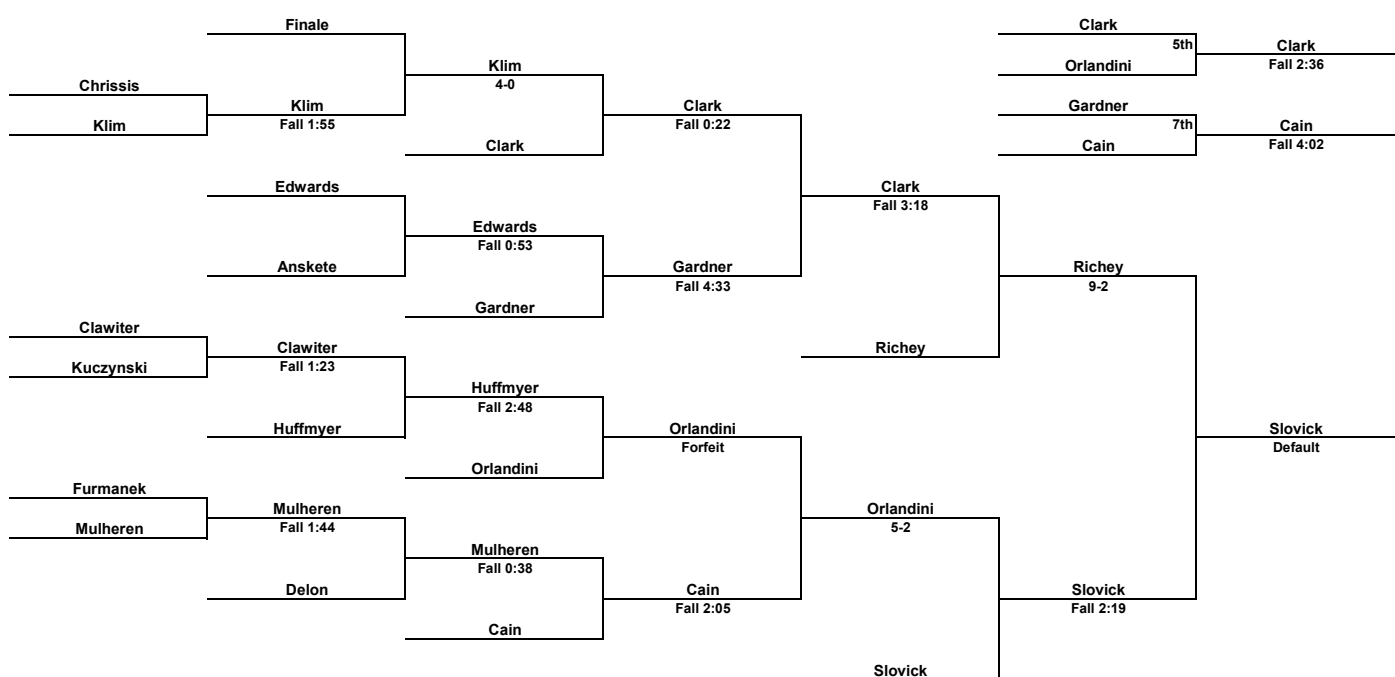 Finale
Clark
5th
Clark
Klim
Orlandini
Fall 2:36
4-0
Chrissis
Klim
Clark
Gardner
Klim
Fall 1:55
Fall 0:22
7th
Cain
Clark
Cain
Fall 4:02
Edwards
Clark
Fall 3:18
Edwards
Fall 0:53
Anskete
Gardner
Richey
Fall 4:33
9-2
Gardner
Clawiter
Clawiter
Richey
Kuczynski
Fall 1:23
Huffmyer
Fall 2:48
Huffmyer
Orlandini
Slovick
Forfeit
Default
Orlandini
Furmanek
Mulheren
Orlandini
Mulheren
Fall 1:44
5-2
Mulheren
Fall 0:38
Delon
Cain
Slovick
Fall 2:05
Fall 2:19
Cain
Slovick